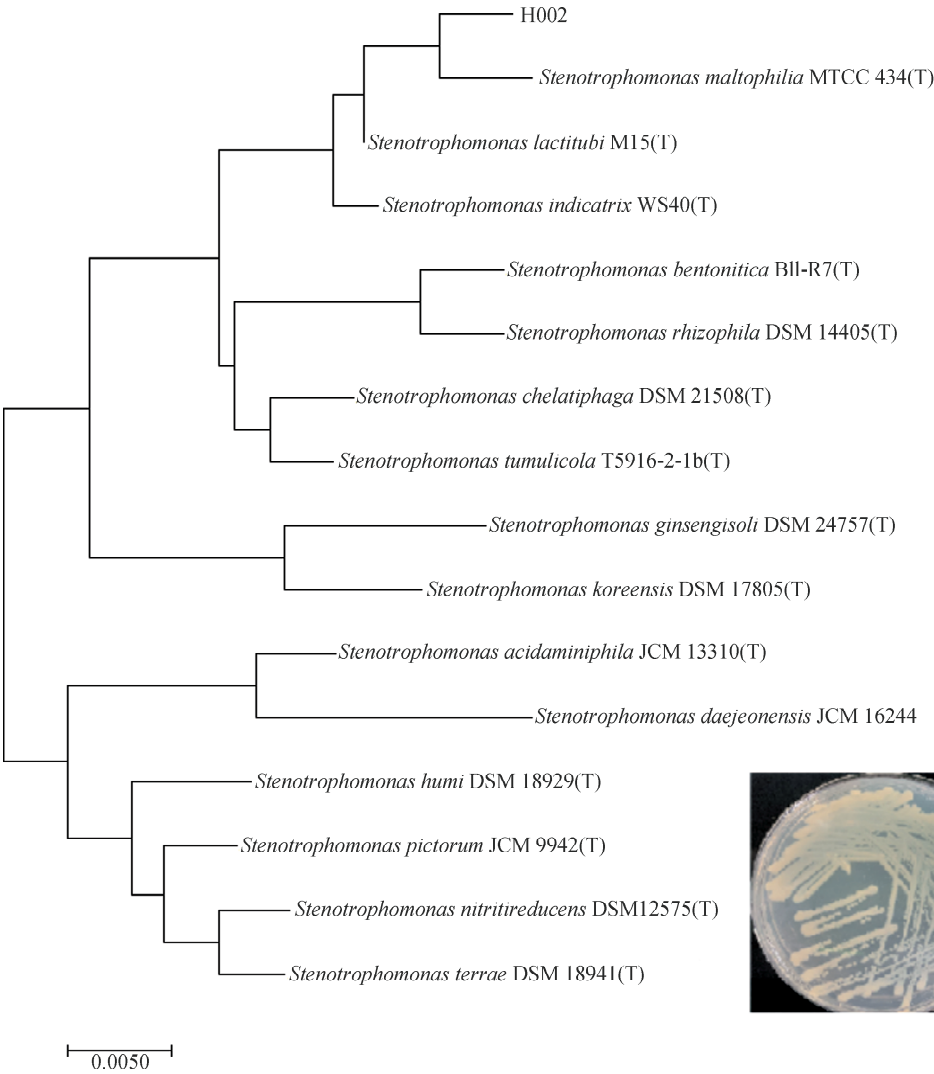 H002
Stenotrophomonas maltophilia MTCC 434(T)
Stenotrophomonas lactitubi M15(T)
Stenotrophomonas indicatrix WS40(T)
Stenotrophomonas bentonitica BII-R7(T)
Stenotrophomonas rhizophila DSM 14405(T)
Stenotrophomonas chelatiphaga DSM 21508(T)
Stenotrophomonas tumulicola T5916-2-1b(T)
Stenotrophomonas ginsengisoli DSM 24757(T)
Stenotrophomonas koreensis DSM 17805(T)
Stenotrophomonas acidaminiphila JCM 13310(T)
Stenotrophomonas daejeonensis JCM 16244
Stenotrophomonas humi DSM 18929(T)
Stenotrophomonas pictorum JCM 9942(T)
Stenotrophomonas nitritireducens DSM12575(T)
Stenotrophomonas terrae DSM 18941(T)
0.0050